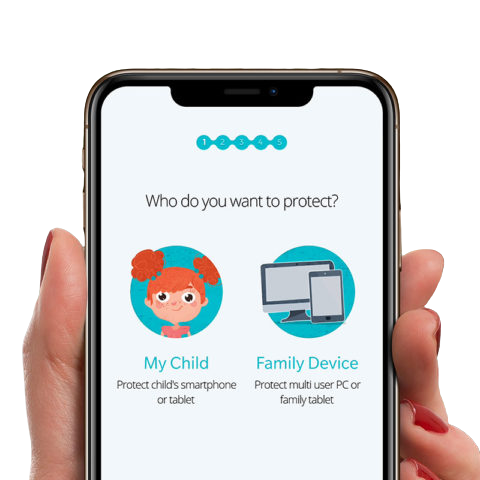 1 2 3 4 5
Who do you want to protect?
My Child
Family Device
Protect child's smartphone
or tablet
Protect multi user PC or
family tablet